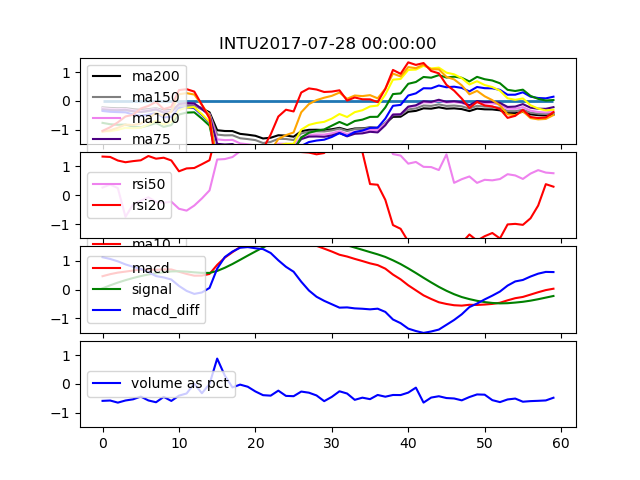 INTU2017-07-28 00:00:00
1
0
−1
ma200
ma150
ma100
ma75
1
0
−1
rsi50
rsi20
ma10
1
0
−1
macd
signal
macd_diff
1
0
−1
volume as pct
0 10 20 30 40 50 60